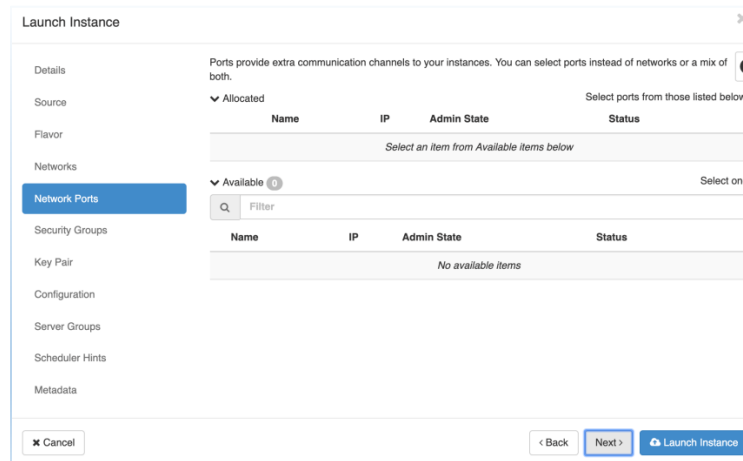 Launch Instance
Details
Source
Flavor
Networks
Network Ports
Security Groups
Key Pair
Configuration
Server Groups
Scheduler Hints
Metadata
Ports provide extra communication channels to your instances. You can select ports instead of networks or a mix of
both.
Allocated Select ports from those listed below
Name IP Admin State Status
Select an item from Available items below
Available 0 Select on
Filter
Name IP Admin State Status
No available items
× Cancel < Back Next > Launch Instance